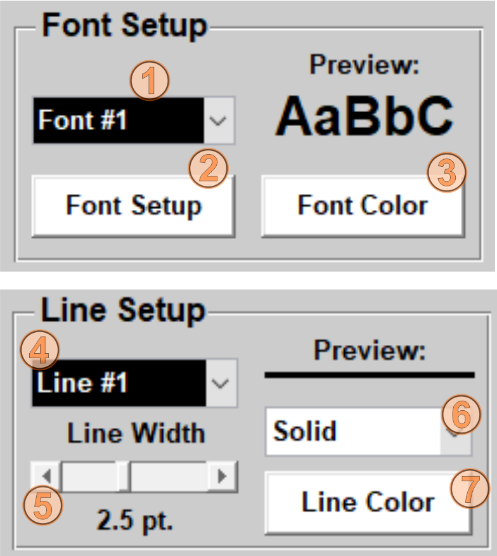 Font Setup
1
Preview:
Font #1
AaBbC
2
3
Font Setup
Font Color
Line Setup
4
Preview:
Line #1
Line Width
6
Solid
5
7
2.5 pt.
Line Color